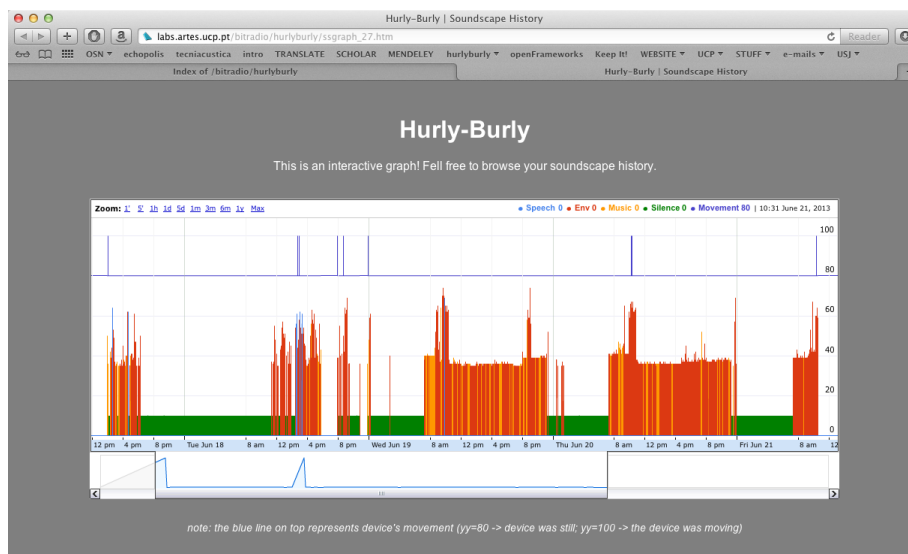 Hurly-Burly | Soundscape History
labs.artes.ucp.pt/bitradio/hurlyburly/ssgraph_27.htm
Reader
OSN ▾ echopolis tecniacustica intro TRANSLATE SCHOLAR MENDELEY hurlyburly ▾ openFrameworks Keep It! WEBSITE ▾ UCP ▾ STUFF ▾ e-mails ▾ USJ ▾
Index of /bitradio/hurlyburly
Hurly-Burly | Soundscape History
Hurly-Burly
This is an interactive graph! Fell free to browse your soundscape history.
Zoom: 1' 5' 1h 1d 5d 1m 3m 6m 1y Max
● Speech 0 ● Env 0 ● Music 0 ● Silence 0 ● Movement 80 | 10:31 June 21, 2013
100
80
60
40
20
0
12 pm 4 pm 8 pm Tue Jun 18 8 am 12 pm 4 pm 8 pm Wed Jun 19 8 am 12 pm 4 pm 8 pm Thu Jun 20 8 am 12 pm 4 pm 8 pm Fri Jun 21 8 am 12
note: the blue line on top represents device's movement (yy=80 -> device was still; yy=100 -> the device was moving)